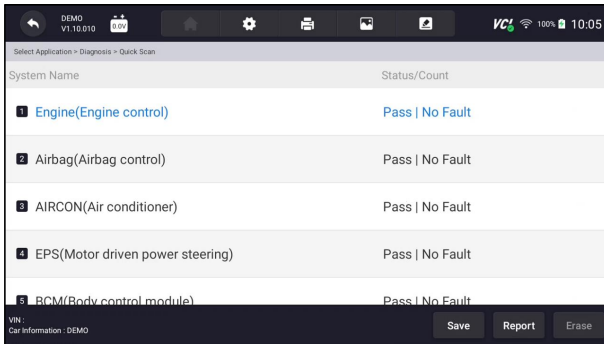 DEMO
V1.10.010
0.0V
VCI 100% 10:05
Select Application > Diagnosis > Quick Scan
System Name Status/Count
1 Engine(Engine control) Pass | No Fault
2 Airbag(Airbag control) Pass | No Fault
3 AIRCON(Air conditioner) Pass | No Fault
4 EPS(Motor driven power steering) Pass | No Fault
5 BCM(Body control module) Pass | No Fault
VIN :
Car Information : DEMO
Save Report Erase